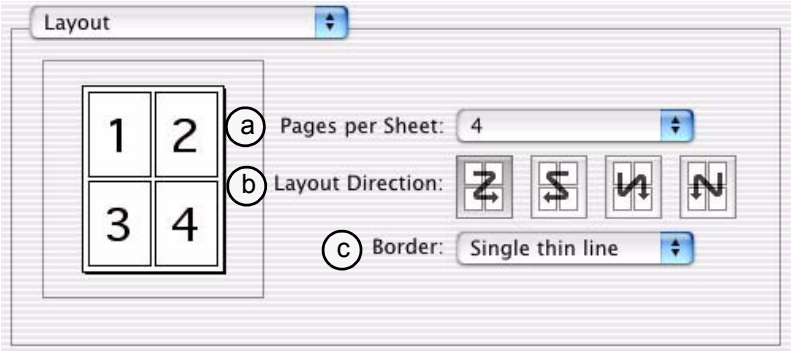 Layout
1 2
3 4
a Pages per Sheet: 4
b Layout Direction:
c Border: Single thin line